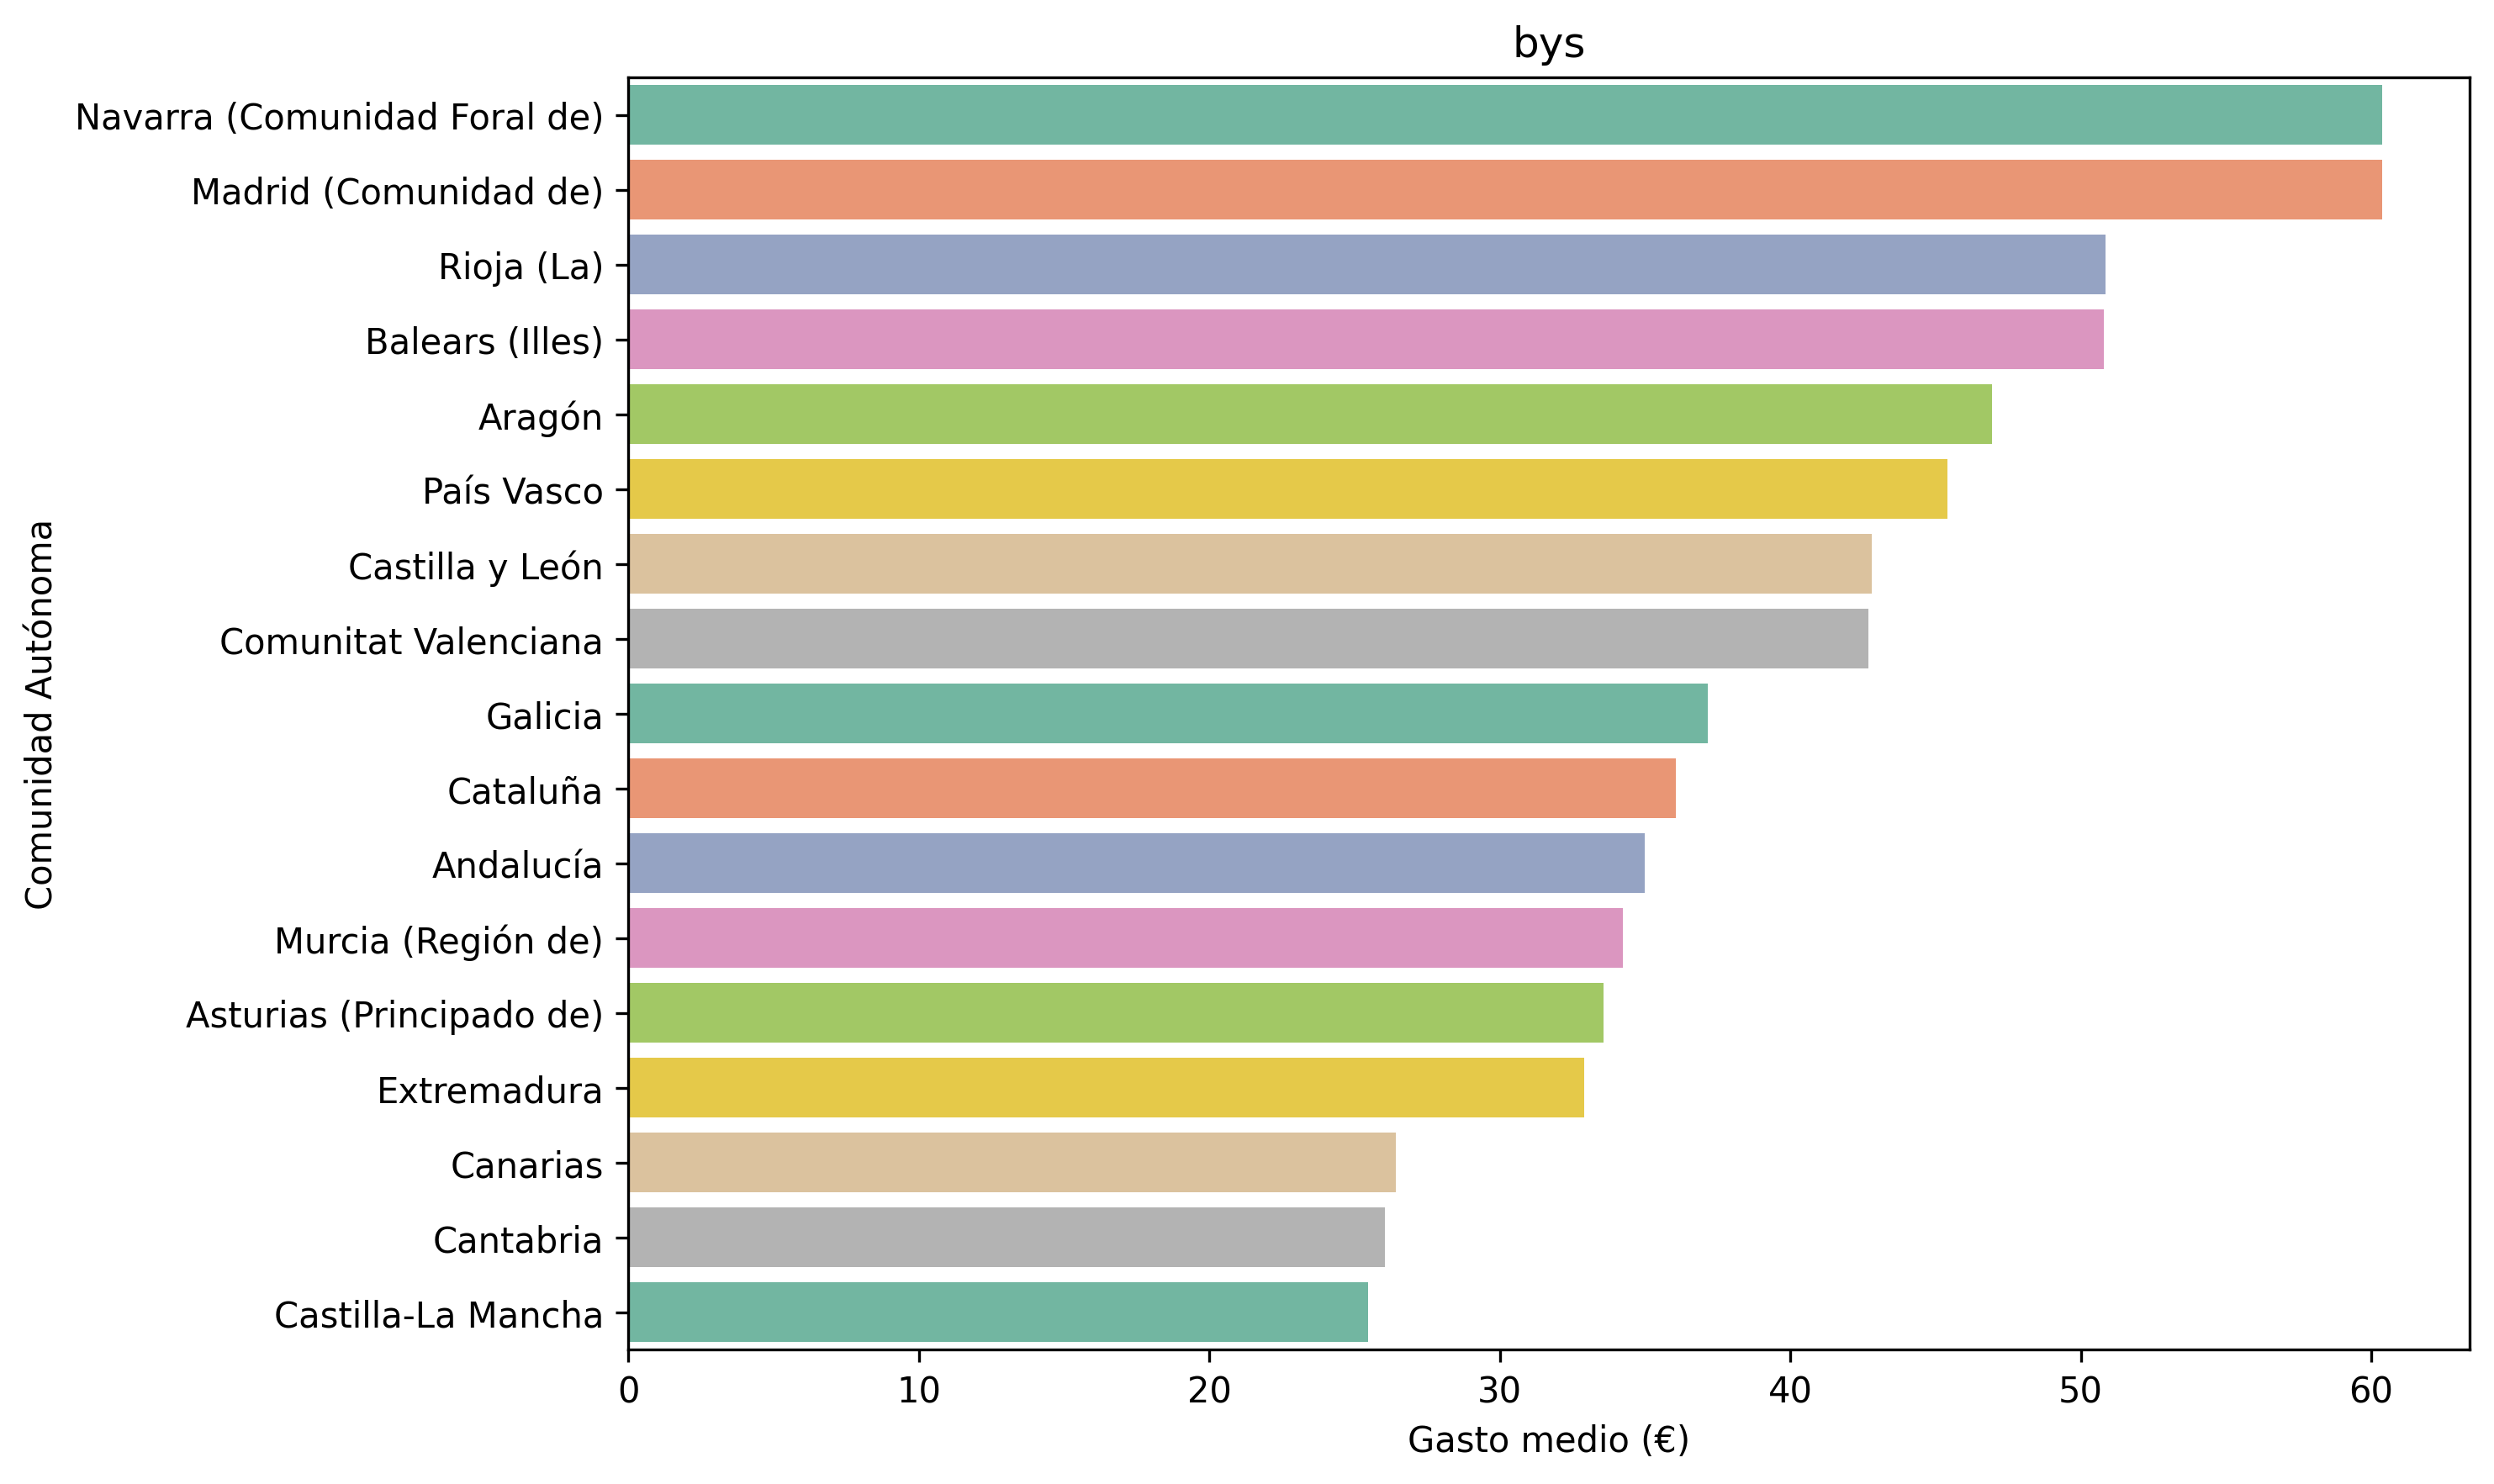 bys
Navarra (Comunidad Foral de)
Madrid (Comunidad de)
Rioja (La)
Balears (Illes)
Aragón
País Vasco
Castilla y León
Comunitat Valenciana
Galicia
Cataluña
Andalucía
Murcia (Región de)
Asturias (Principado de)
Extremadura
Canarias
Cantabria
Castilla-La Mancha
Comunidad Autónoma
0 10 20 30 40 50 60
Gasto medio (€)